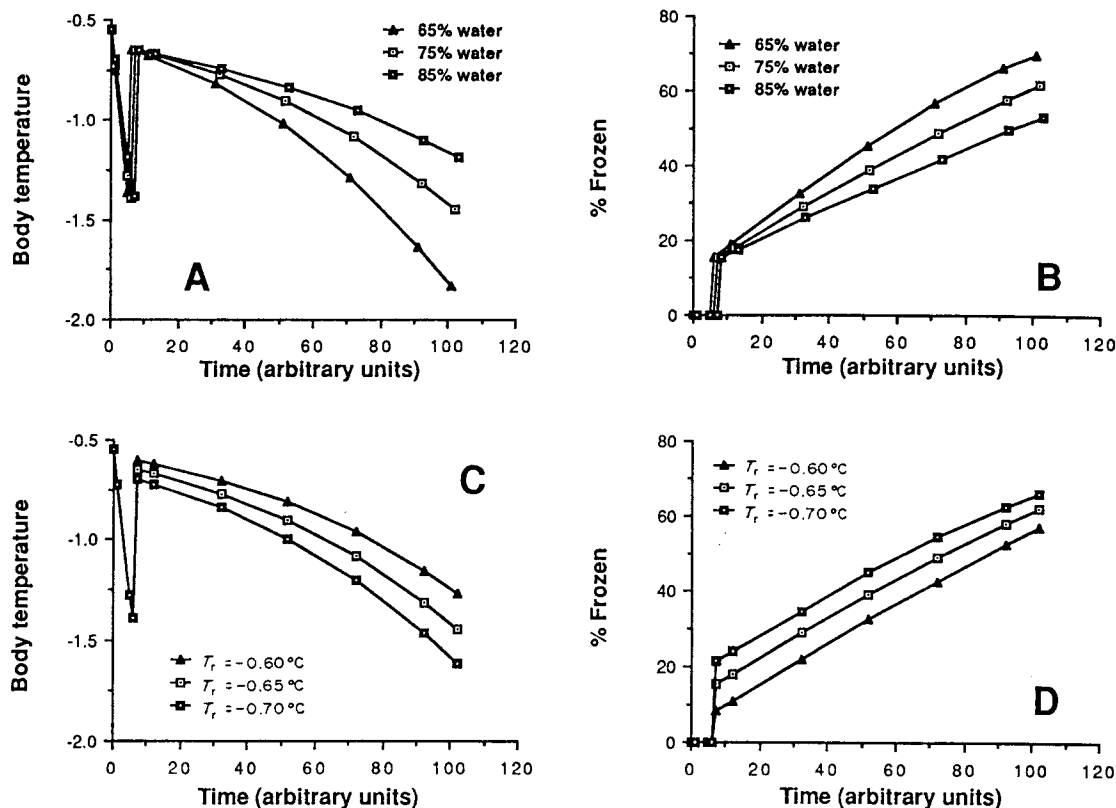 -0.5
-1.0
-1.5
-2.0
Body temperature
65% water
75% water
85% water
A
0 20 40 60 80 100 120
Time (arbitrary units)
80
60
40
20
0
% Frozen
65% water
75% water
85% water
B
0 20 40 60 80 100 120
Time (arbitrary units)
-0.5
-1.0
-1.5
-2.0
Body temperature
C
Tr = -0.60 °C
Tr = -0.65 °C
Tr = -0.70 °C
0 20 40 60 80 100 120
Time (arbitrary units)
80
60
40
20
0
% Frozen
Tr = -0.60 °C
Tr = -0.65 °C
Tr = -0.70 °C
D
0 20 40 60 80 100 120
Time (arbitrary units)